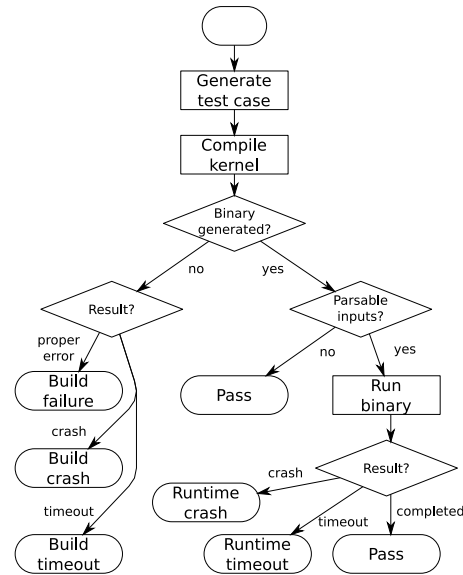 Generate
test case
Compile
kernel
Binary
generated?
no
yes
Result?
Parsable
inputs?
proper
error
no
yes
Build
failure
Pass
Run
binary
crash
Build
crash
Result?
crash
Runtime
crash
timeout
timeout
completed
Build
timeout
Runtime
timeout
Pass